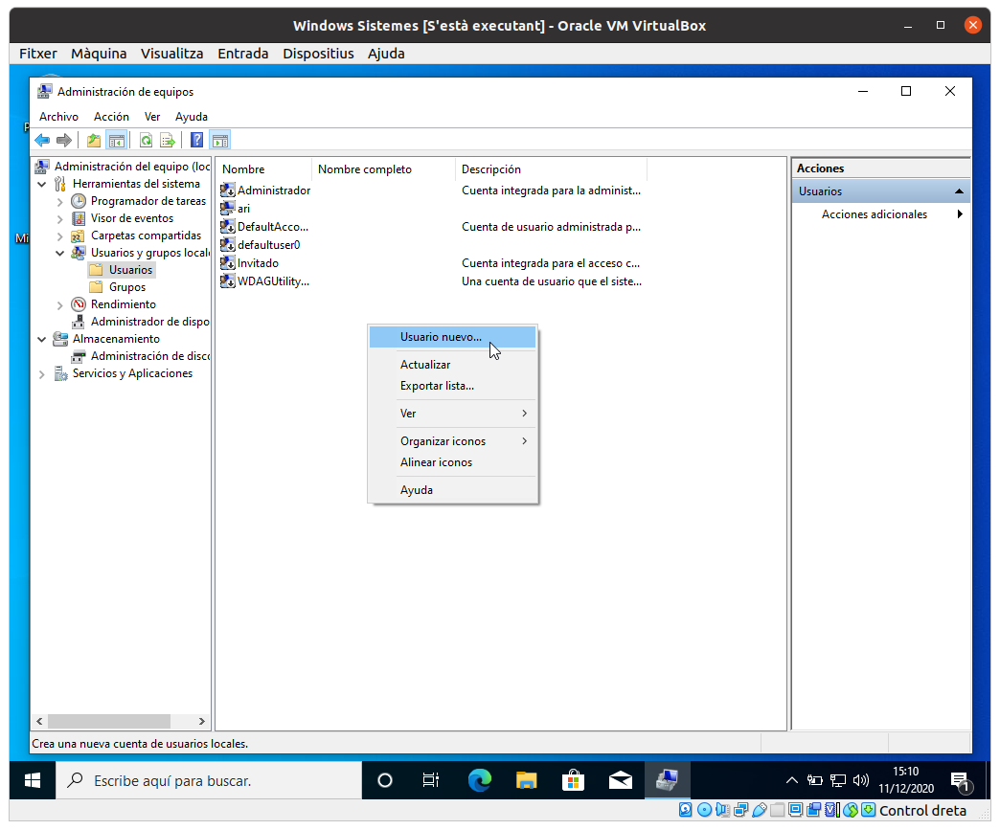 Windows Sistemes [S'està executant] - Oracle VM VirtualBox
Fitxer Màquina Visualitza Entrada Dispositius Ajuda
Administración de equipos
Archivo Acción Ver Ayuda
Administración del equipo (loc
Herramientas del sistema
Programador de tareas
Visor de eventos
Carpetas compartidas
Usuarios y grupos locale
Usuarios
Grupos
Rendimiento
Administrador de dispo
Almacenamiento
Administración de disco
Servicios y Aplicaciones
Nombre Nombre completo Descripción
Administrador Cuenta integrada para la administ...
ari
DefaultAcco... Cuenta de usuario administrada p...
defaultuser0
Invitado Cuenta integrada para el acceso c...
WDAGUtility... Una cuenta de usuario que el siste...
Usuario nuevo...
Actualizar
Exportar lista...
Ver
Organizar iconos
Alinear iconos
Ayuda
Acciones
Usuarios
Acciones adicionales
Crea una nueva cuenta de usuarios locales.
Mi
Escribe aquí para buscar.
15:10
11/12/2020
1
Control dreta